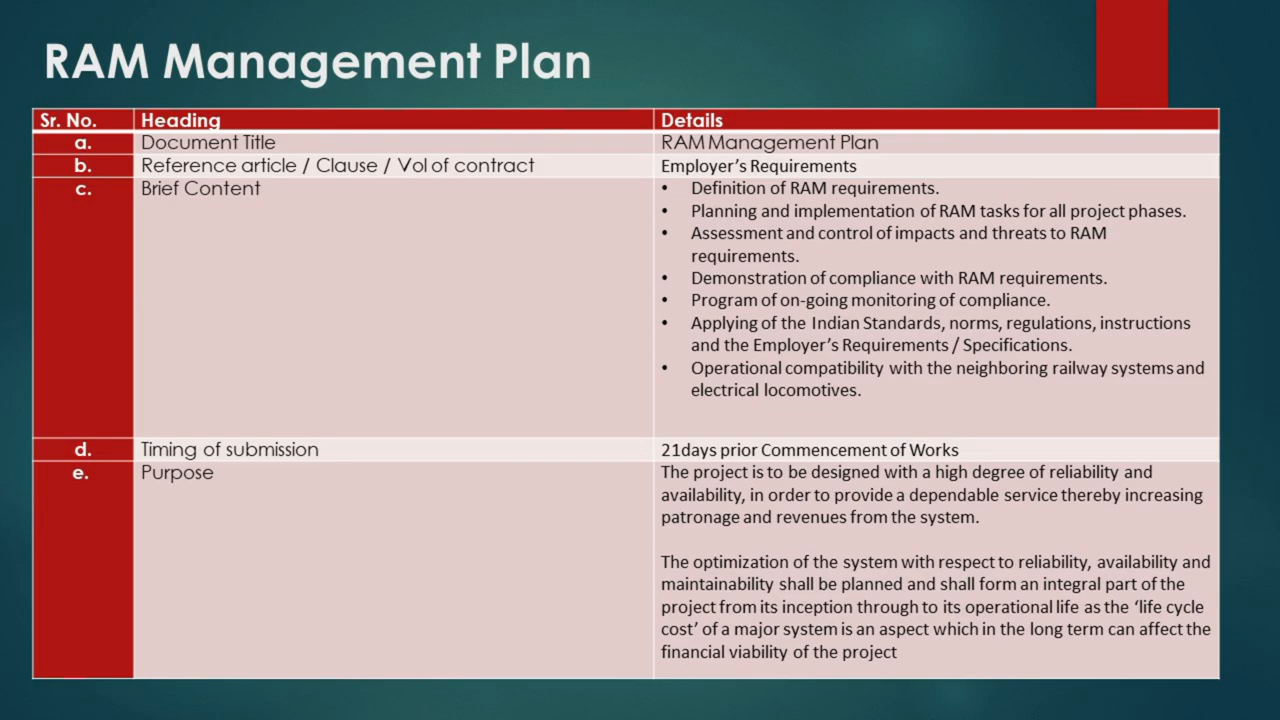 RAM Management Plan
Sr. No. Heading Details
a. Document Title RAM Management Plan
b. Reference article / Clause / Vol of contract Employer’s Requirements
c. Brief Content • Definition of RAM requirements.
• Planning and implementation of RAM tasks for all project phases.
• Assessment and control of impacts and threats to RAM
requirements.
• Demonstration of compliance with RAM requirements.
• Program of on-going monitoring of compliance.
• Applying of the Indian Standards, norms, regulations, instructions
and the Employer’s Requirements / Specifications.
• Operational compatibility with the neighboring railway systems and
electrical locomotives.
d. Timing of submission 21days prior Commencement of Works
e. Purpose The project is to be designed with a high degree of reliability and
availability, in order to provide a dependable service thereby increasing
patronage and revenues from the system.
The optimization of the system with respect to reliability, availability and
maintainability shall be planned and shall form an integral part of the
project from its inception through to its operational life as the ‘life cycle
cost’ of a major system is an aspect which in the long term can affect the
financial viability of the project